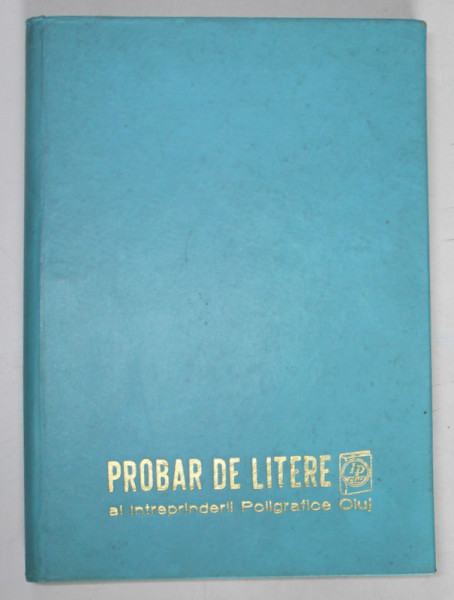 PROBAR DE LITERE
al Intreprinderii Poligrafice Cluj